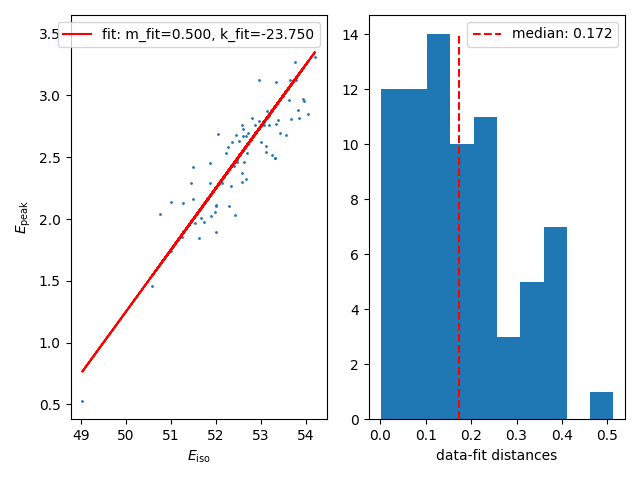 fit: m_fit=0.500, k_fit=-23.750
3.5
3.0
2.5
2.0
1.5
1.0
0.5
E_peak
49 50 51 52 53 54
E_iso
median: 0.172
14
12
10
8
6
4
2
0
0.0 0.1 0.2 0.3 0.4 0.5
data-fit distances